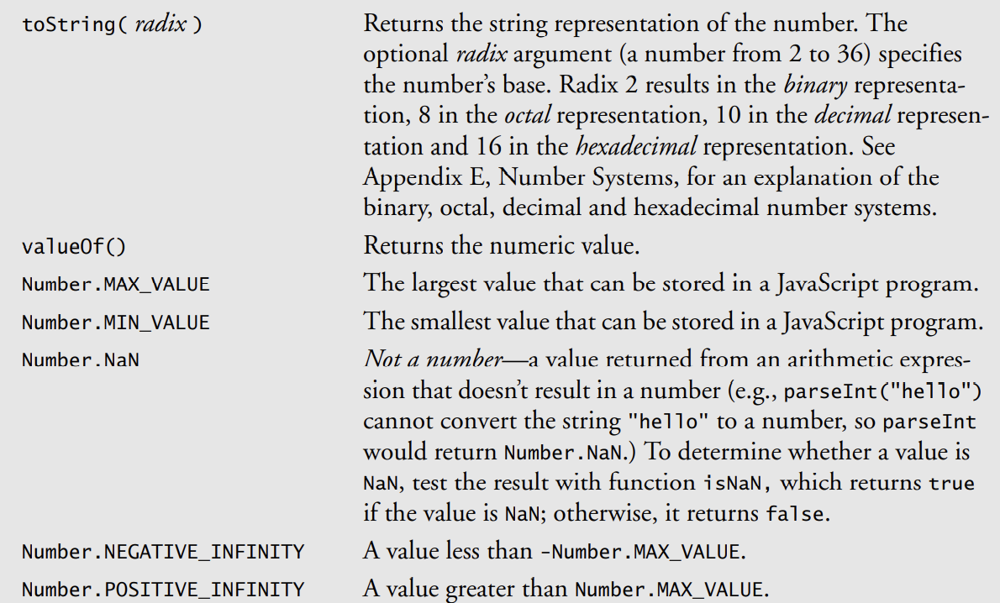 toString( radix ) Returns the string representation of the number. The
optional radix argument (a number from 2 to 36) specifies
the number’s base. Radix 2 results in the binary representa-
tion, 8 in the octal representation, 10 in the decimal represen-
tation and 16 in the hexadecimal representation. See
Appendix E, Number Systems, for an explanation of the
binary, octal, decimal and hexadecimal number systems.
valueOf() Returns the numeric value.
Number.MAX_VALUE The largest value that can be stored in a JavaScript program.
Number.MIN_VALUE The smallest value that can be stored in a JavaScript program.
Number.NaN Not a number—a value returned from an arithmetic expres-
sion that doesn’t result in a number (e.g., parseInt("hello")
cannot convert the string "hello" to a number, so parseInt
would return Number.NaN.) To determine whether a value is
NaN, test the result with function isNaN, which returns true
if the value is NaN; otherwise, it returns false.
Number.NEGATIVE_INFINITY A value less than -Number.MAX_VALUE.
Number.POSITIVE_INFINITY A value greater than Number.MAX_VALUE.